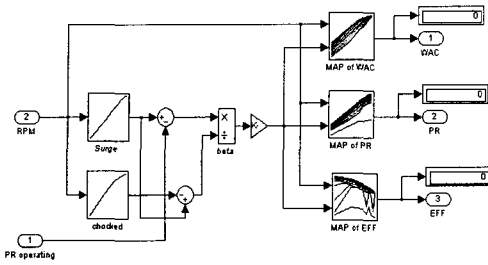 0
1
WAC
MAP of WAC
2
RPM
Surge
+
-
×
÷
beta
K-
0
2
PR
MAP of PR
chocked
-
+
0
3
EFF
MAP of EFF
1
PR operating